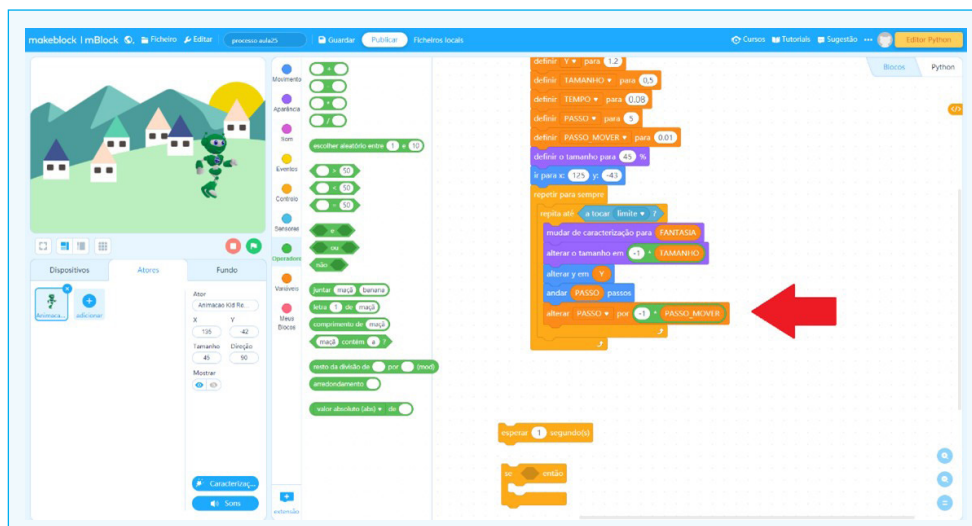 makeblock | mBlock Ficheiro Editar processo aula25 Guardar Publicar Ficheiros locais Cursos Tutoriais Sugestão Editor Python
Blocos Python
Movimento
Aparência
Som
Eventos
Controlo
Sensores
Operadores
Variáveis
Meus
Blocos
extensão
+
-
*
/
escolher aleatório entre 1 e 10
> 50
< 50
= 50
e
ou
não
juntar maçã banana
letra 1 de maçã
comprimento de maçã
maçã contém a ?
resto da divisão de por (mod)
arredondamento
valor absoluto (abs) de
definir Y para 1.2
definir TAMANHO para 0,5
definir TEMPO para 0.08
definir PASSO para 5
definir PASSO MOVER para 0.01
definir o tamanho para 45 %
ir para x: 125 y: -43
repetir para sempre
repita até a tocar limite ?
mudar de caracterização para FANTASIA
alterar o tamanho em -1 * TAMANHO
alterar y em Y
andar PASSO passos
alterar PASSO por -1 * PASSO_MOVER
esperar 1 segundo(s)
se então
Dispositivos Atores Fundo
Animaca...
adicionar
Ator
Animacao Kid Re...
X Y
135 -42
Tamanho Direção
45 90
Mostrar
Caracterizaç...
Sons